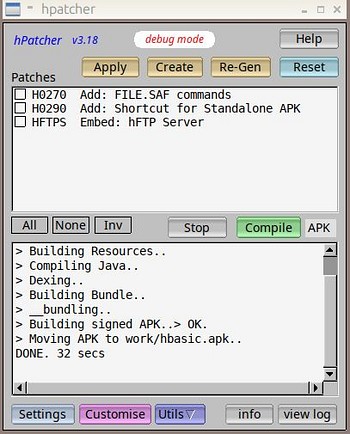 hpatcher
hPatcher v3.18 debug mode Help
Apply Create Re-Gen Reset
Patches
H0270 Add: FILE.SAF commands
H0290 Add: Shortcut for Standalone APK
HFTPS Embed: hFTP Server
All None Inv Stop Compile APK
> Building Resources..
> Compiling Java..
> Dexing..
> Building Bundle..
> __bundling..
> Building signed APK..> OK.
> Moving APK to work/hbasic.apk..
DONE. 32 secs
Settings Customise Utils▽ info view log